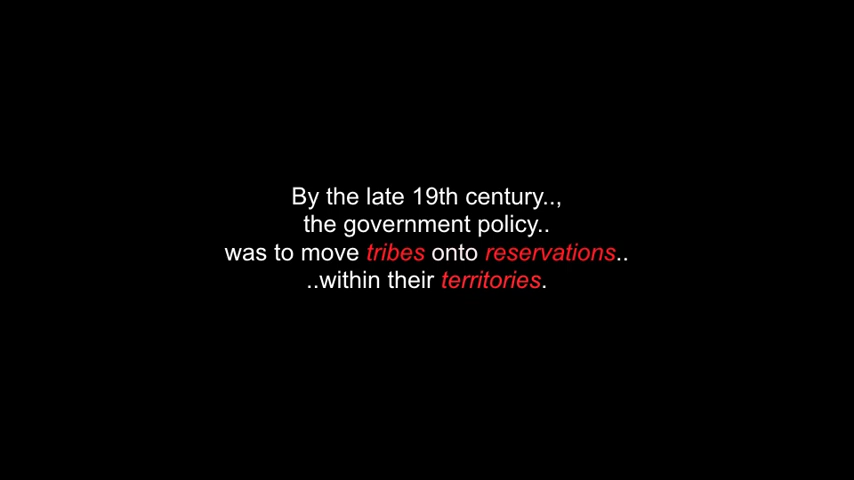 By the late 19th century..,
the government policy..
was to move tribes onto reservations..
..within their territories.